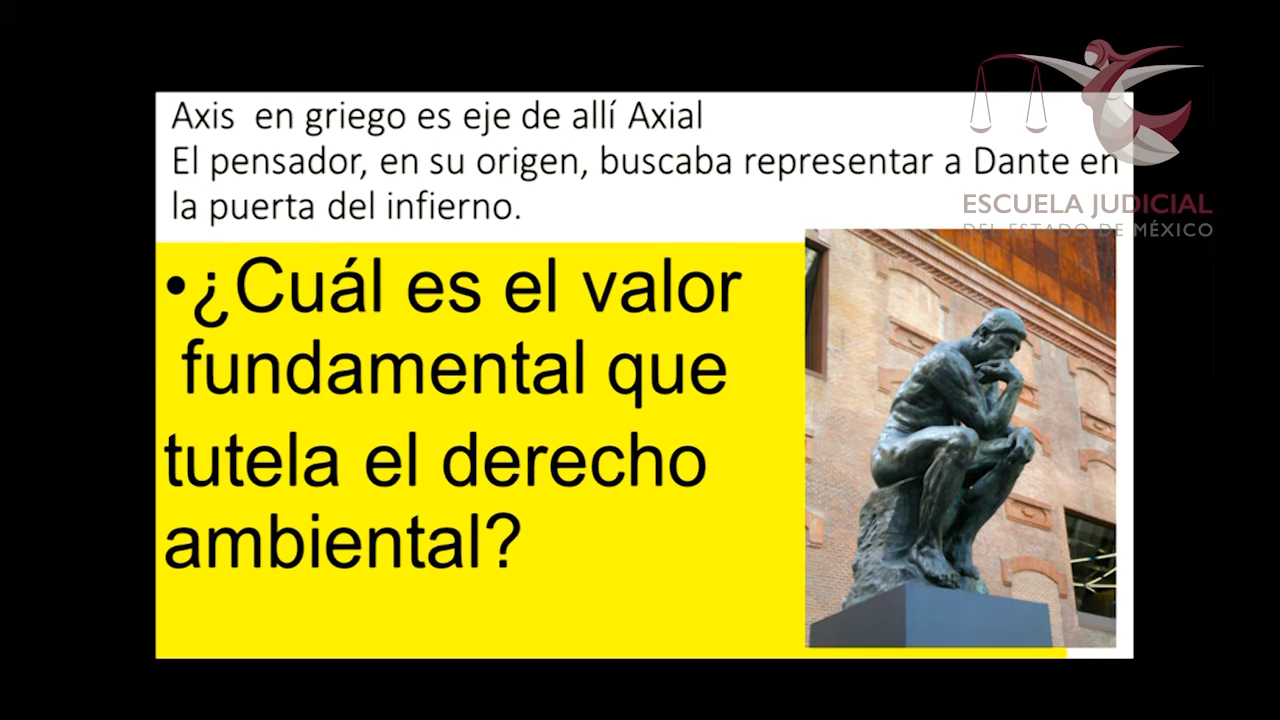 Axis  en griego es eje de allí Axial
El pensador, en su origen, buscaba representar a Dante en
la puerta del infierno.
ESCUELA JUDICIAL
DEL ESTADO DE MÉXICO
•¿Cuál es el valor
fundamental que
tutela el derecho
ambiental?